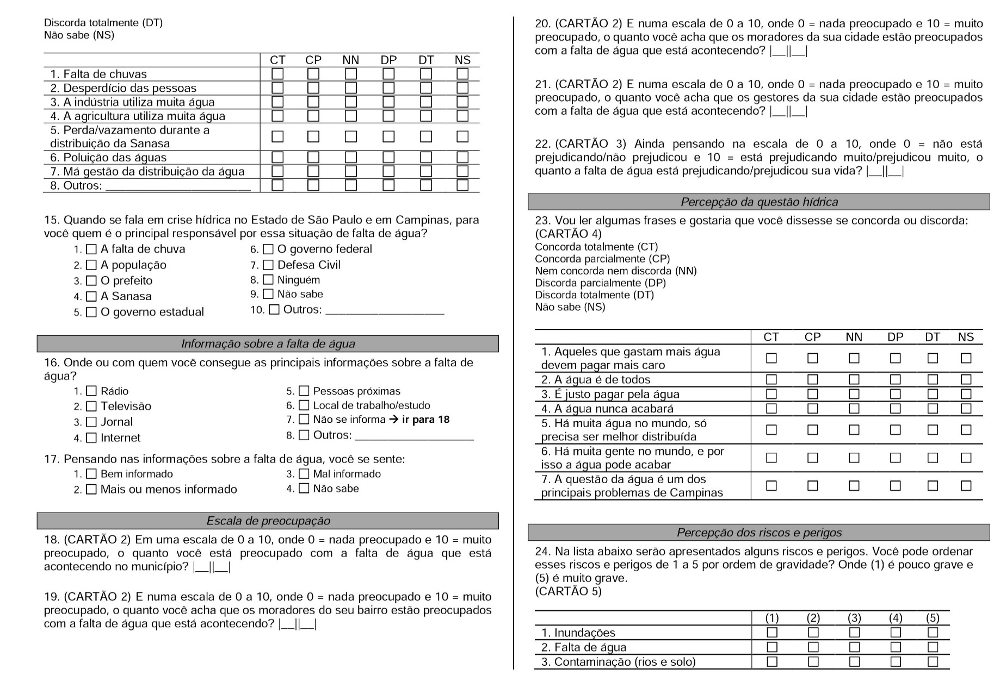 Discorda totalmente (DT)
Não sabe (NS)
CT CP NN DP DT NS
1. Falta de chuvas ☐ ☐ ☐ ☐ ☐ ☐
2. Desperdício das pessoas ☐ ☐ ☐ ☐ ☐ ☐
3. A indústria utiliza muita água ☐ ☐ ☐ ☐ ☐ ☐
4. A agricultura utiliza muita água ☐ ☐ ☐ ☐ ☐ ☐
5. Perda/vazamento durante a
distribuição da Sanasa ☐ ☐ ☐ ☐ ☐ ☐
6. Poluição das águas ☐ ☐ ☐ ☐ ☐ ☐
7. Má gestão da distribuição da água ☐ ☐ ☐ ☐ ☐ ☐
8. Outros: ________________________ ☐ ☐ ☐ ☐ ☐ ☐
15. Quando se fala em crise hídrica no Estado de São Paulo e em Campinas, para
você quem é o principal responsável por essa situação de falta de água?
1. ☐ A falta de chuva
2. ☐ A população
3. ☐ O prefeito
4. ☐ A Sanasa
5. ☐ O governo estadual
6. ☐ O governo federal
7. ☐ Defesa Civil
8. ☐ Ninguém
9. ☐ Não sabe
10. ☐ Outros: ____________________
Informação sobre a falta de água
16. Onde ou com quem você consegue as principais informações sobre a falta de
água?
1. ☐ Rádio
2. ☐ Televisão
3. ☐ Jornal
4. ☐ Internet
5. ☐ Pessoas próximas
6. ☐ Local de trabalho/estudo
7. ☐ Não se informa → ir para 18
8. ☐ Outros: ____________________
17. Pensando nas informações sobre a falta de água, você se sente:
1. ☐ Bem informado
2. ☐ Mais ou menos informado
3. ☐ Mal informado
4. ☐ Não sabe
Escala de preocupação
18. (CARTÃO 2) Em uma escala de 0 a 10, onde 0 = nada preocupado e 10 = muito
preocupado, o quanto você está preocupado com a falta de água que está
acontecendo no município? |__||__|
19. (CARTÃO 2) E numa escala de 0 a 10, onde 0 = nada preocupado e 10 = muito
preocupado, o quanto você acha que os moradores do seu bairro estão preocupados
com a falta de água que está acontecendo? |__||__|
20. (CARTÃO 2) E numa escala de 0 a 10, onde 0 = nada preocupado e 10 = muito
preocupado, o quanto você acha que os moradores da sua cidade estão preocupados
com a falta de água que está acontecendo? |__||__|
21. (CARTÃO 2) E numa escala de 0 a 10, onde 0 = nada preocupado e 10 = muito
preocupado, o quanto você acha que os gestores da sua cidade estão preocupados
com a falta de água que está acontecendo? |__||__|
22. (CARTÃO 3) Ainda pensando na escala de 0 a 10, onde 0 = não está
prejudicando/não prejudicou e 10 = está prejudicando muito/prejudicou muito, o
quanto a falta de água está prejudicando/prejudicou sua vida? |__||__|
Percepção da questão hídrica
23. Vou ler algumas frases e gostaria que você dissesse se concorda ou discorda:
(CARTÃO 4)
Concorda totalmente (CT)
Concorda parcialmente (CP)
Nem concorda nem discorda (NN)
Discorda parcialmente (DP)
Discorda totalmente (DT)
Não sabe (NS)
CT CP NN DP DT NS
1. Aqueles que gastam mais água
devem pagar mais caro ☐ ☐ ☐ ☐ ☐ ☐
2. A água é de todos ☐ ☐ ☐ ☐ ☐ ☐
3. É justo pagar pela água ☐ ☐ ☐ ☐ ☐ ☐
4. A água nunca acabará ☐ ☐ ☐ ☐ ☐ ☐
5. Há muita água no mundo, só
precisa ser melhor distribuída ☐ ☐ ☐ ☐ ☐ ☐
6. Há muita gente no mundo, e por
isso a água pode acabar ☐ ☐ ☐ ☐ ☐ ☐
7. A questão da água é um dos
principais problemas de Campinas ☐ ☐ ☐ ☐ ☐ ☐
Percepção dos riscos e perigos
24. Na lista abaixo serão apresentados alguns riscos e perigos. Você pode ordenar
esses riscos e perigos de 1 a 5 por ordem de gravidade? Onde (1) é pouco grave e
(5) é muito grave.
(CARTÃO 5)
(1) (2) (3) (4) (5)
1. Inundações ☐ ☐ ☐ ☐ ☐
2. Falta de água ☐ ☐ ☐ ☐ ☐
3. Contaminação (rios e solo) ☐ ☐ ☐ ☐ ☐